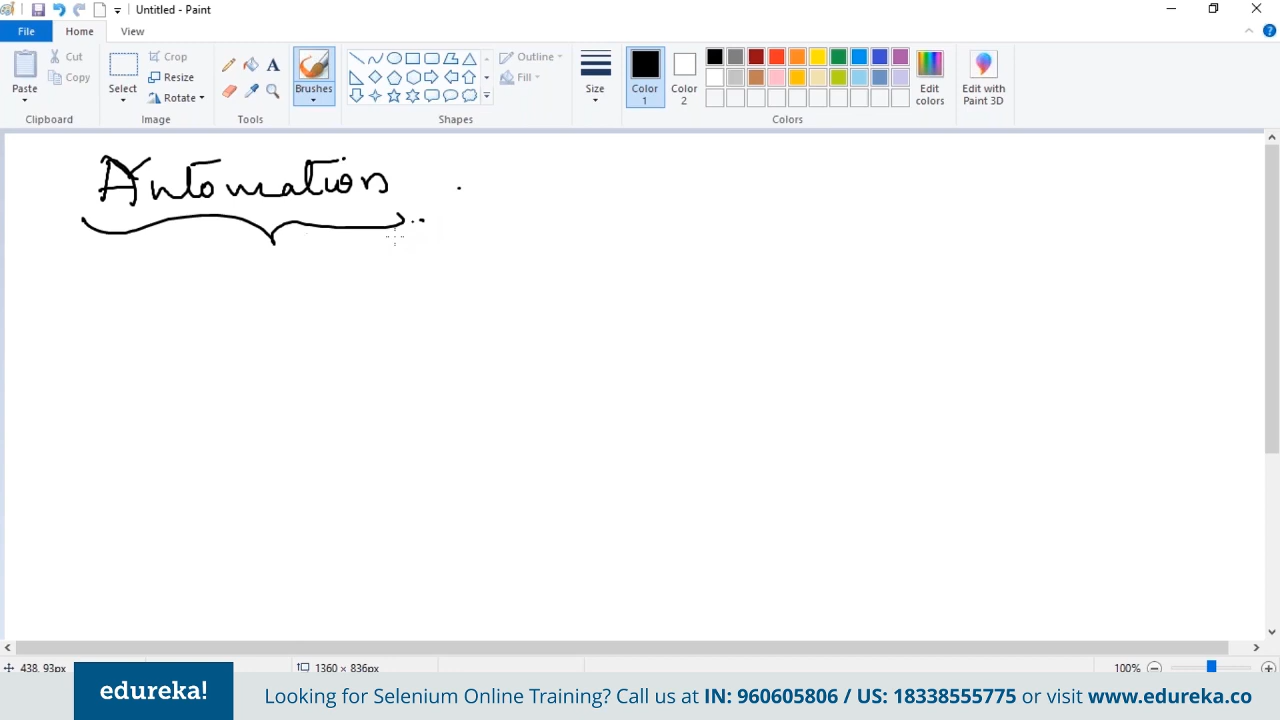 Untitled - Paint
File Home View
Paste
Cut
Copy
Clipboard
Select
Crop
Resize
Rotate
Image
Tools
Brushes
Shapes
Outline
Fill
Size
Color 1
Color 2
Edit colors
Colors
Edit with Paint 3D
Automation
438, 93px 1360 × 836px 100%
edureka!
Looking for Selenium Online Training? Call us at IN: 960605806 / US: 18338555775 or visit www.edureka.co